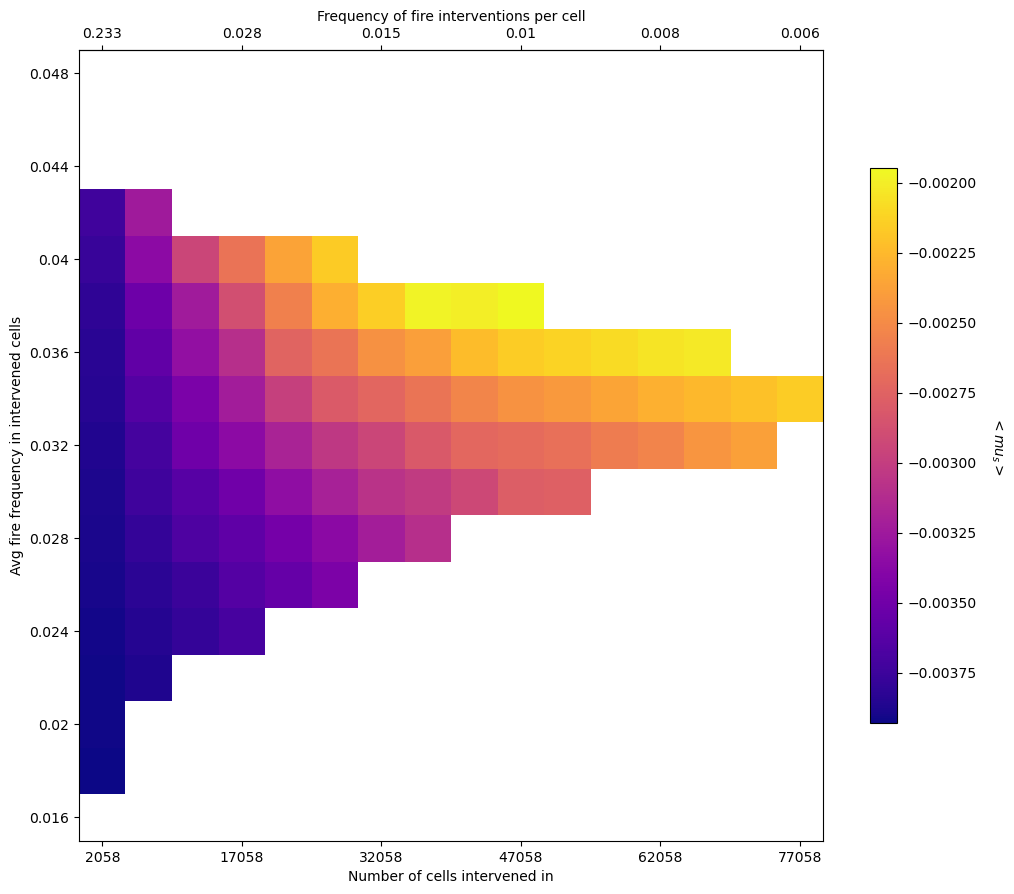 Frequency of fire interventions per cell
0.233 0.028 0.015 0.01 0.008 0.006
0.048
0.044
0.04
0.036
0.032
0.028
0.024
0.02
0.016
Avg fire frequency in intervened cells
2058 17058 32058 47058 62058 77058
Number of cells intervened in
−0.00200
−0.00225
−0.00250
−0.00275
−0.00300
−0.00325
−0.00350
−0.00375
< mu_s >